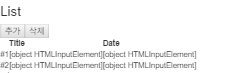 List
추가 삭제
Title Date
#1[object HTMLInputElement][object HTMLInputElement]
#2[object HTMLInputElement][object HTMLInputElement]